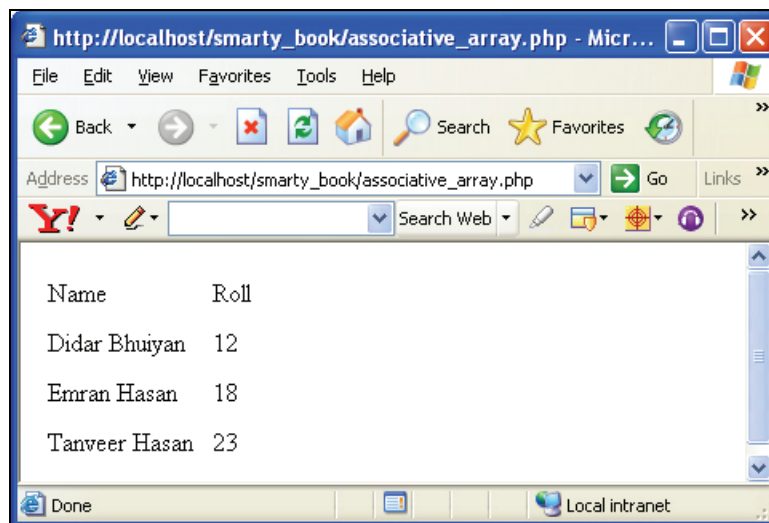 http://localhost/smarty_book/associative_array.php - Micr...
File Edit View Favorites Tools Help
Back Search Favorites »
Address http://localhost/smarty_book/associative_array.php Go Links »
Y! Search Web »
Name Roll
Didar Bhuiyan 12
Emran Hasan 18
Tanveer Hasan 23
Done Local intranet